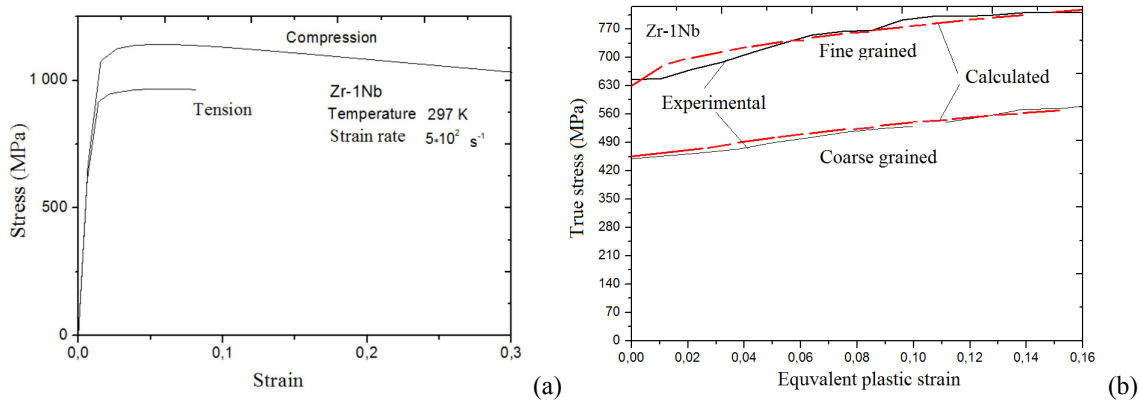 Compression
1 000
Zr-1Nb
Temperature 297 K
Strain rate 5*10² s⁻¹
Tension
Stress (MPa)
500
0
0,0 0,1 0,2 0,3
Strain
(a)
Zr-1Nb
770
700
630
560
490
420
350
280
210
140
70
0
True stress (MPa)
Fine grained
Calculated
Experimental
Coarse grained
0,00 0,02 0,04 0,06 0,08 0,10 0,12 0,14 0,16
Equvalent plastic strain
(b)